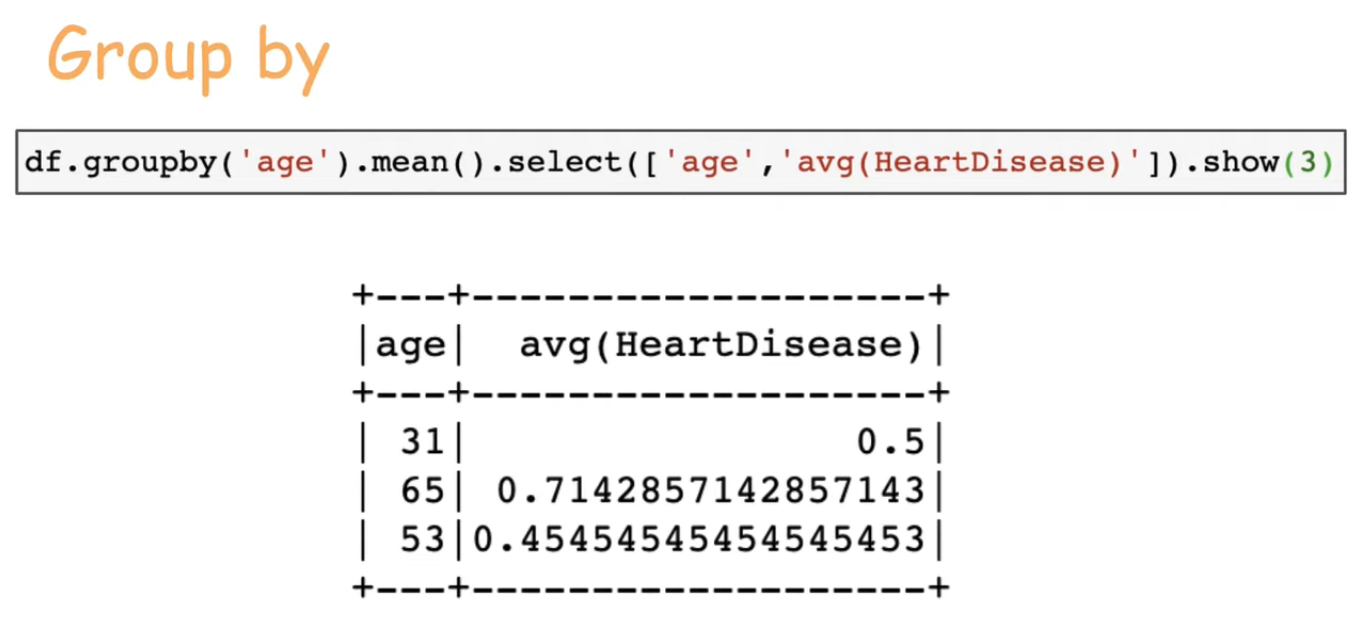 Group by
df.groupby('age').mean().select(['age','avg(HeartDisease)']).show(3)
+---+-------------------+
|age|  avg(HeartDisease)|
+---+-------------------+
| 31|                0.5|
| 65| 0.7142857142857143|
| 53|0.45454545454545453|
+---+-------------------+